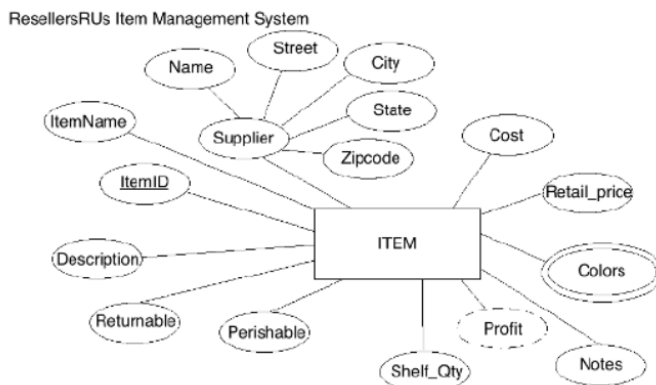 ResellersRUs Item Management System
Street
Name
City
State
ItemName
Supplier
Cost
Zipcode
ItemID
Retail_price
ITEM
Description
Colors
Returnable
Perishable
Profit
Shelf_Qty
Notes